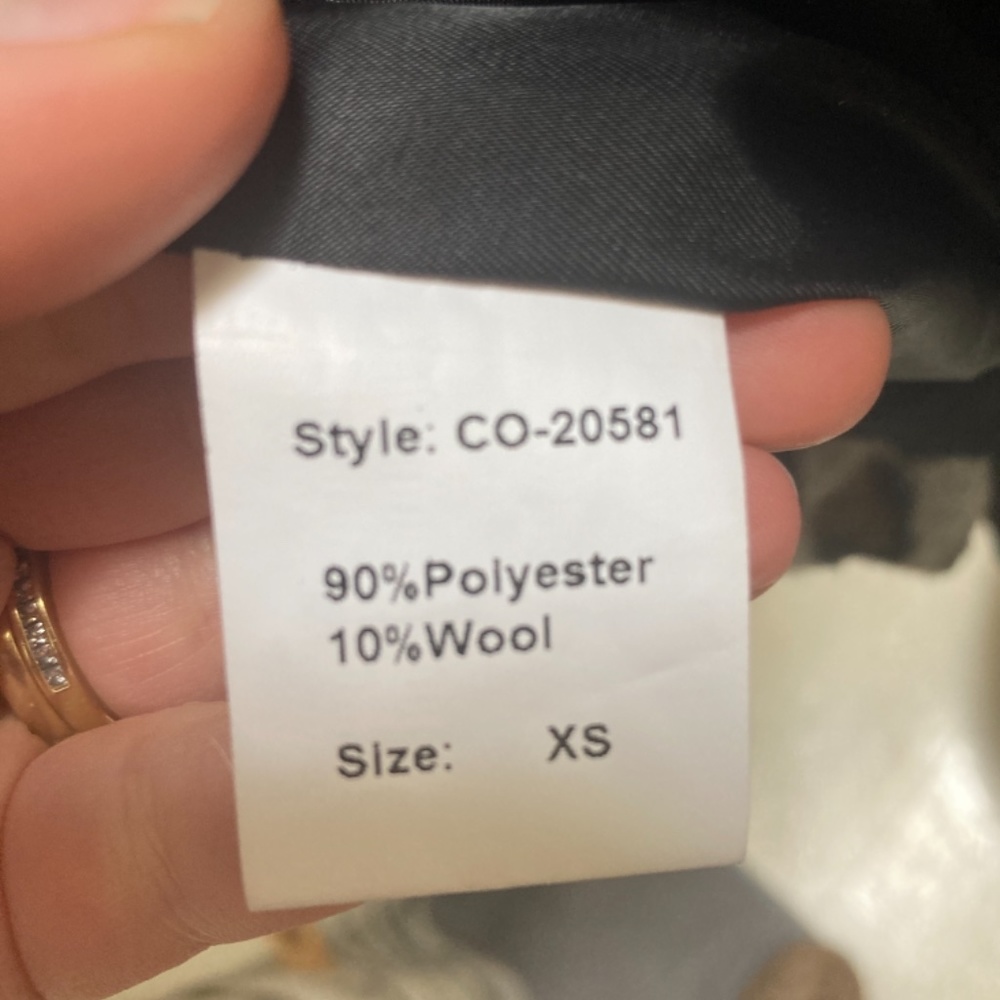 Style: CO-20581
90%Polyester
10%Wool
Size: XS